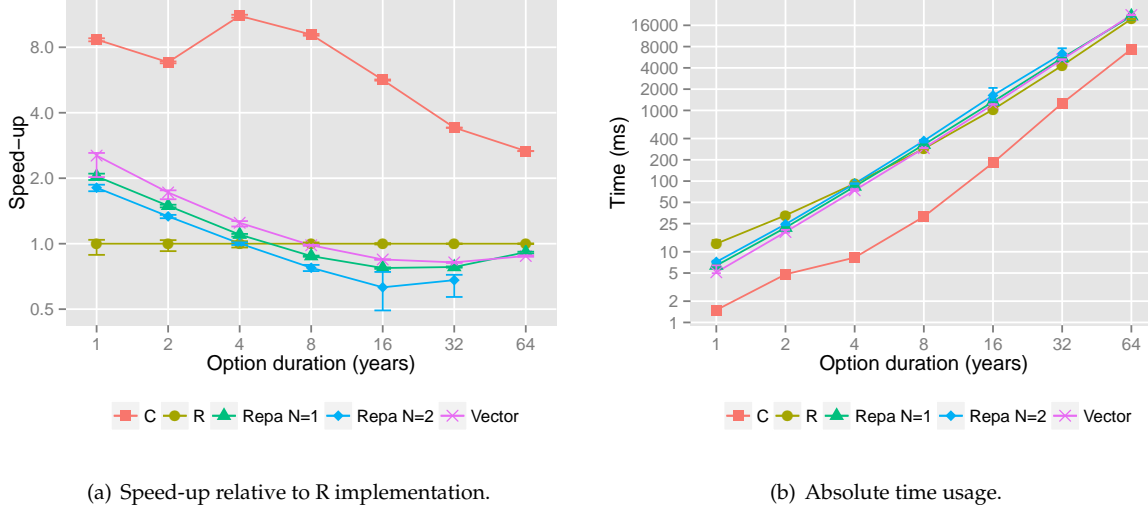 8.0
4.0
2.0
1.0
0.5
Speed−up
1 2 4 8 16 32 64
Option duration (years)
C R Repa N=1 Repa N=2 Vector
(a) Speed-up relative to R implementation.
16000
8000
4000
2000
1000
400
200
100
50
25
10
5
2
1
Time (ms)
1 2 4 8 16 32 64
Option duration (years)
C R Repa N=1 Repa N=2 Vector
(b) Absolute time usage.